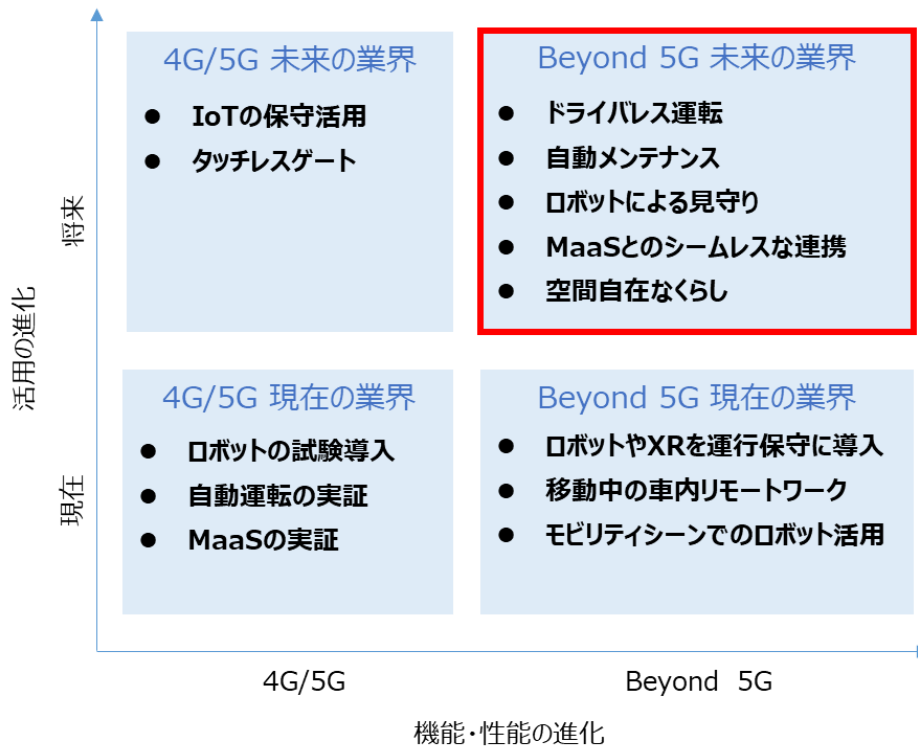 4G/5G 未来の業界
● IoTの保守活用
● タッチレスゲート
Beyond 5G 未来の業界
● ドライバレス運転
● 自動メンテナンス
● ロボットによる見守り
● MaaSとのシームレスな連携
● 空間自在なくらし
将来
活用の進化
4G/5G 現在の業界
● ロボットの試験導入
● 自動運転の実証
● MaaSの実証
Beyond 5G 現在の業界
● ロボットやXRを運行保守に導入
● 移動中の車内リモートワーク
● モビリティシーンでのロボット活用
現在
4G/5G
Beyond 5G
機能・性能の進化